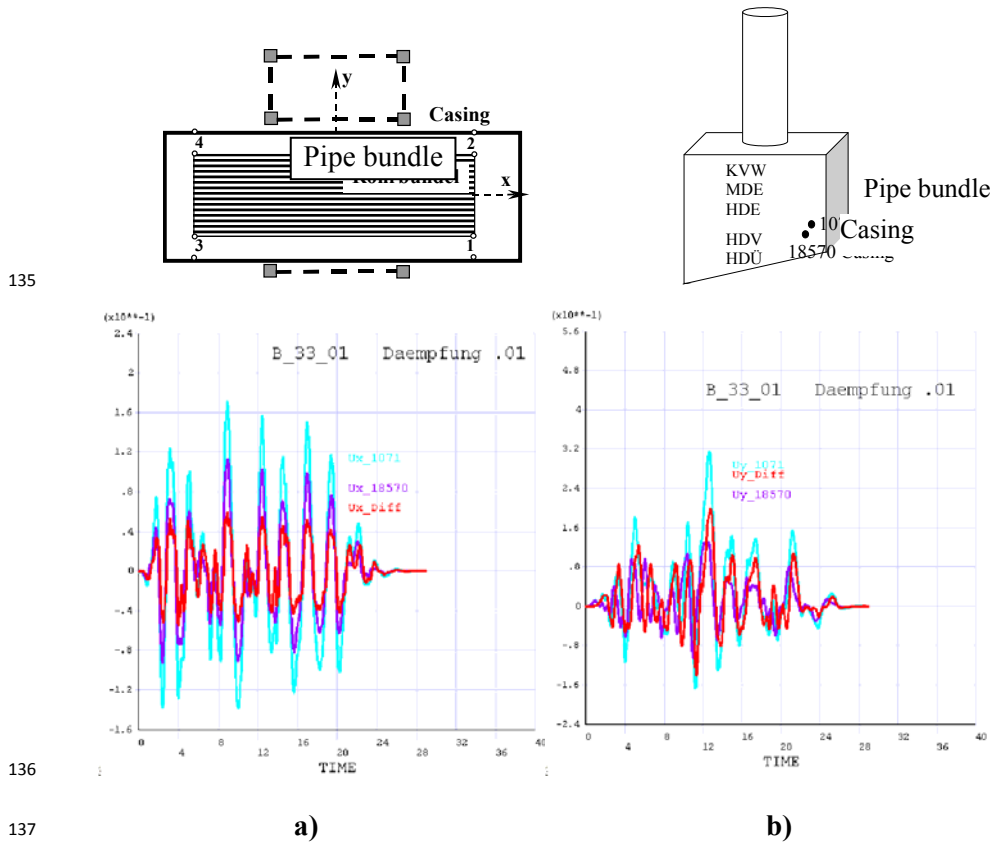 y
Casing
4
2
Pipe bundle
x
3
1
KVW
MDE
HDE
HDV
HDÜ
Pipe bundle
10
Casing
18570
135
(x10**-1)
2.4
2
1.6
1.2
.8
.4
0
-.4
-.8
-1.2
-1.6
B_33_01 Daempfung .01
Ux_1071
Ux_18570
Ux_Diff
0 4 8 12 16 20 24 28 32 36 40
TIME
(x10**-1)
5.6
4.8
4
3.2
2.4
1.6
.8
0
-.8
-1.6
-2.4
B_33_01 Daempfung .01
Uy_1071
Uy_Diff
Uy_18570
0 4 8 12 16 20 24 28 32 36 40
TIME
136
137
a)
b)